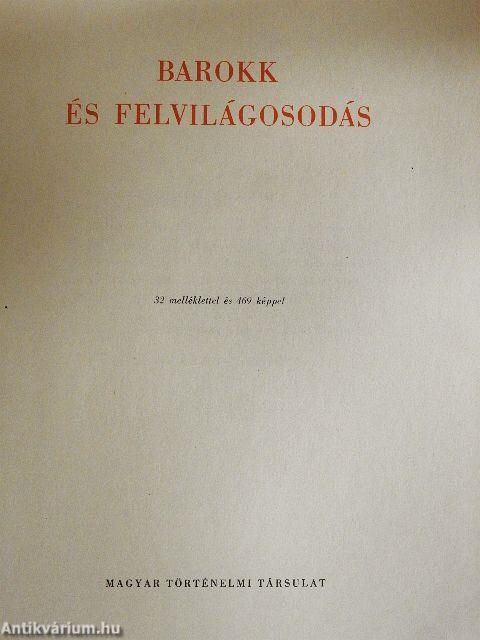 BAROKK
ÉS FELVILÁGOSODÁS
32 melléklettel és 469 képpel
MAGYAR TÖRTÉNELMI TÁRSULAT
Antikvárium.hu